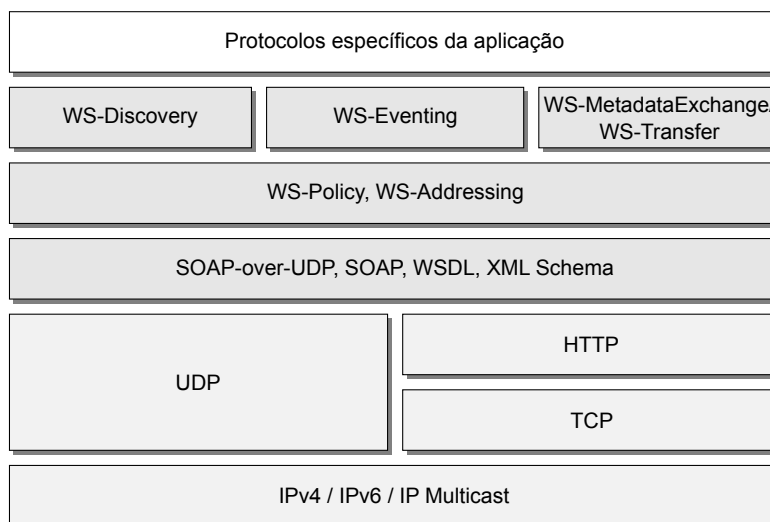 Protocolos específicos da aplicação
WS-Discovery
WS-Eventing
WS-MetadataExchange/
WS-Transfer
WS-Policy, WS-Addressing
SOAP-over-UDP, SOAP, WSDL, XML Schema
UDP
HTTP
TCP
IPv4 / IPv6 / IP Multicast